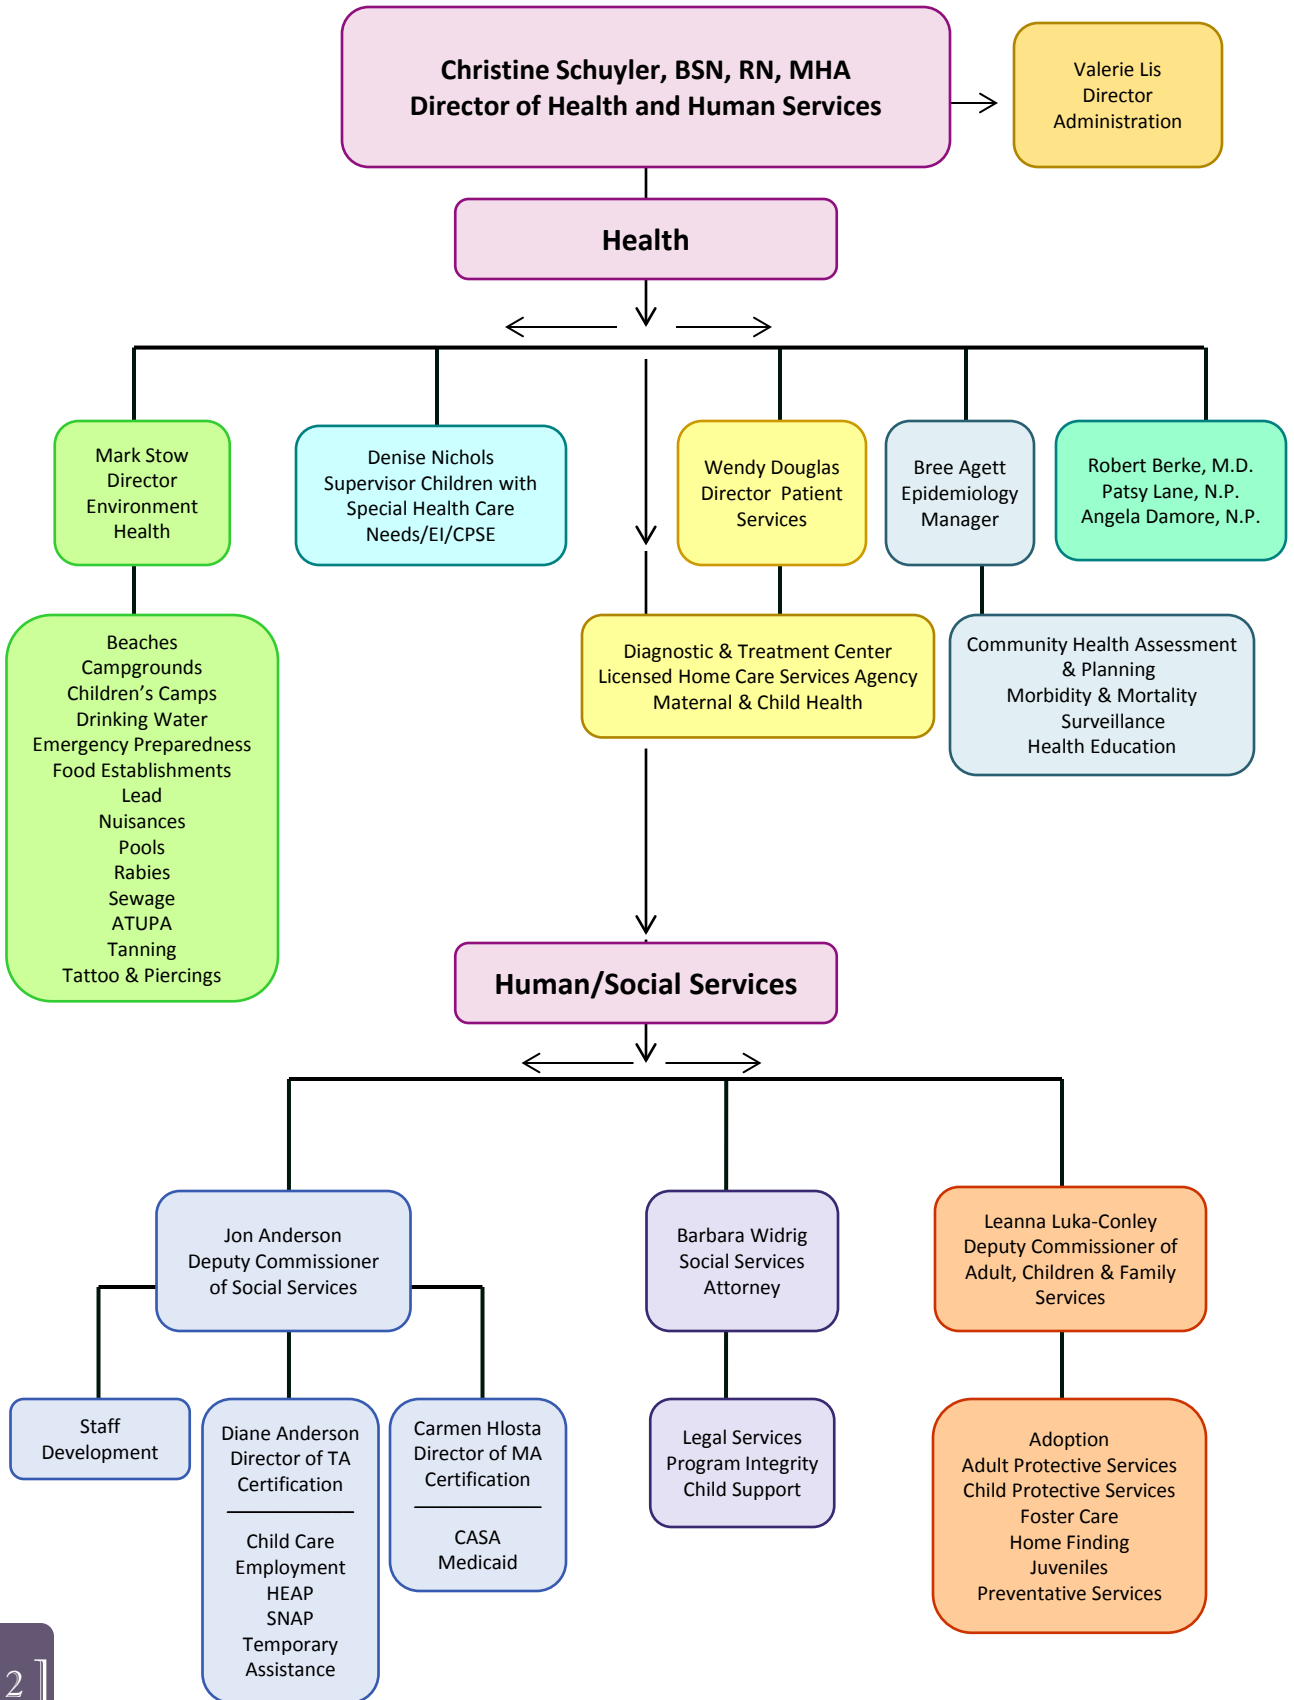 Christine Schuyler, BSN, RN, MHA
Director of Health and Human Services
Valerie Lis
Director
Administration
Health
Mark Stow
Director
Environment
Health
Denise Nichols
Supervisor Children with
Special Health Care
Needs/EI/CPSE
Wendy Douglas
Director Patient
Services
Bree Agett
Epidemiology
Manager
Robert Berke, M.D.
Patsy Lane, N.P.
Angela Damore, N.P.
Beaches
Campgrounds
Children’s Camps
Drinking Water
Emergency Preparedness
Food Establishments
Lead
Nuisances
Pools
Rabies
Sewage
ATUPA
Tanning
Tattoo & Piercings
Diagnostic & Treatment Center
Licensed Home Care Services Agency
Maternal & Child Health
Community Health Assessment
& Planning
Morbidity & Mortality
Surveillance
Health Education
Human/Social Services
Jon Anderson
Deputy Commissioner
of Social Services
Barbara Widrig
Social Services
Attorney
Leanna Luka-Conley
Deputy Commissioner of
Adult, Children & Family
Services
Staff
Development
Diane Anderson
Director of TA
Certification
Child Care
Employment
HEAP
SNAP
Temporary
Assistance
Carmen Hlosta
Director of MA
Certification
CASA
Medicaid
Legal Services
Program Integrity
Child Support
Adoption
Adult Protective Services
Child Protective Services
Foster Care
Home Finding
Juveniles
Preventative Services
2